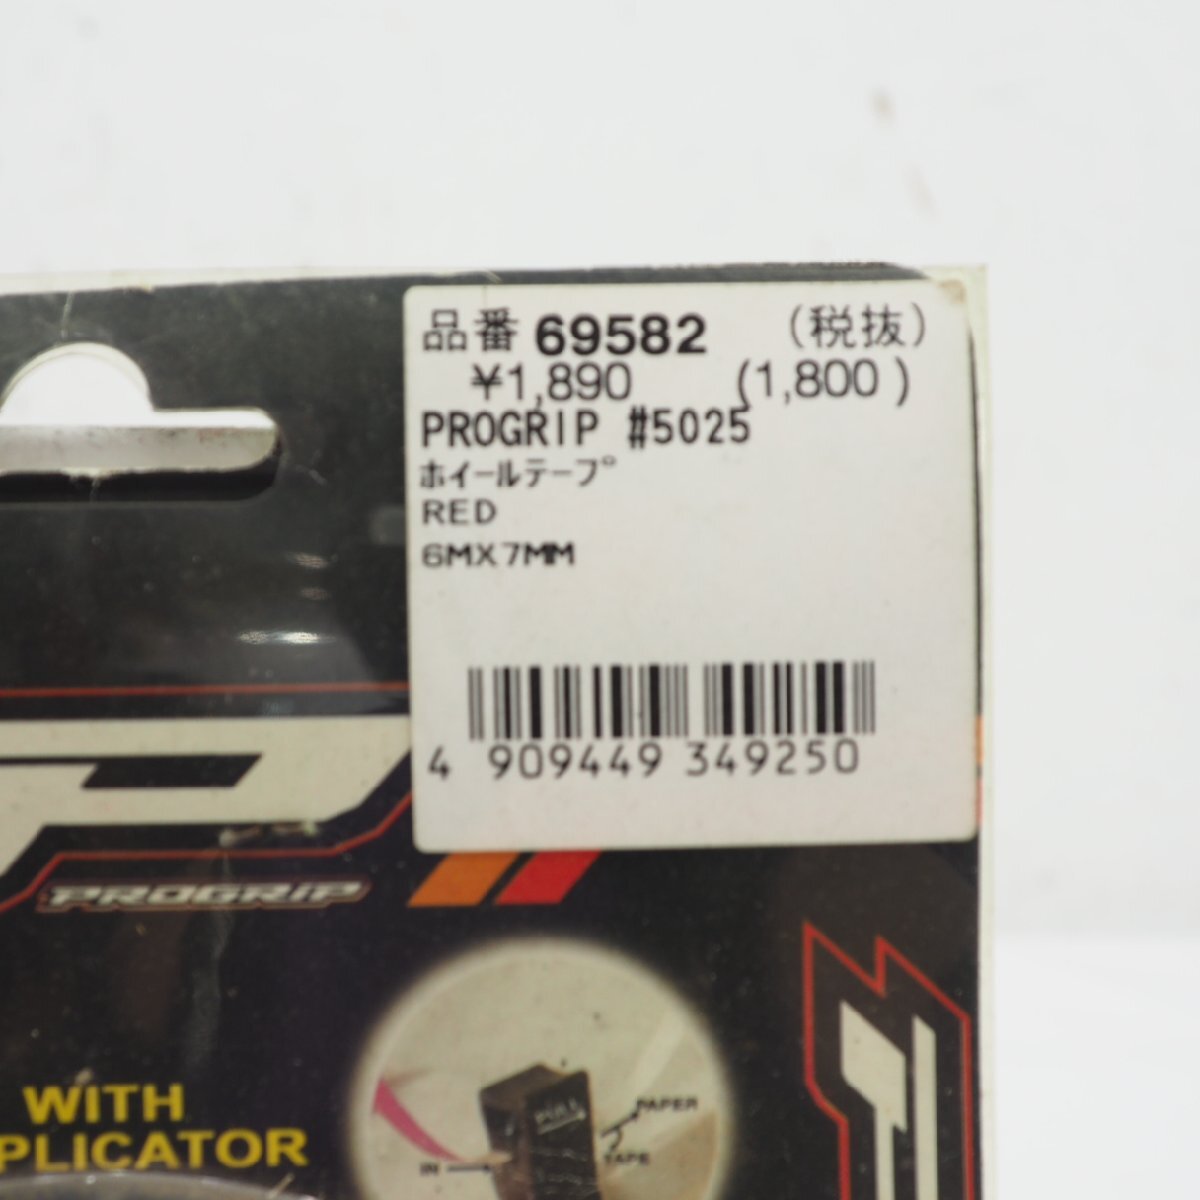 品番 69582 (税抜)
¥1,890 (1,800 )
PROGRIP #5025
ホイールテープ
RED
6MX7MM
4 909449 349250
PROGRIP
WITH
PLICATOR
PULL
PAPER
TAPE
IN